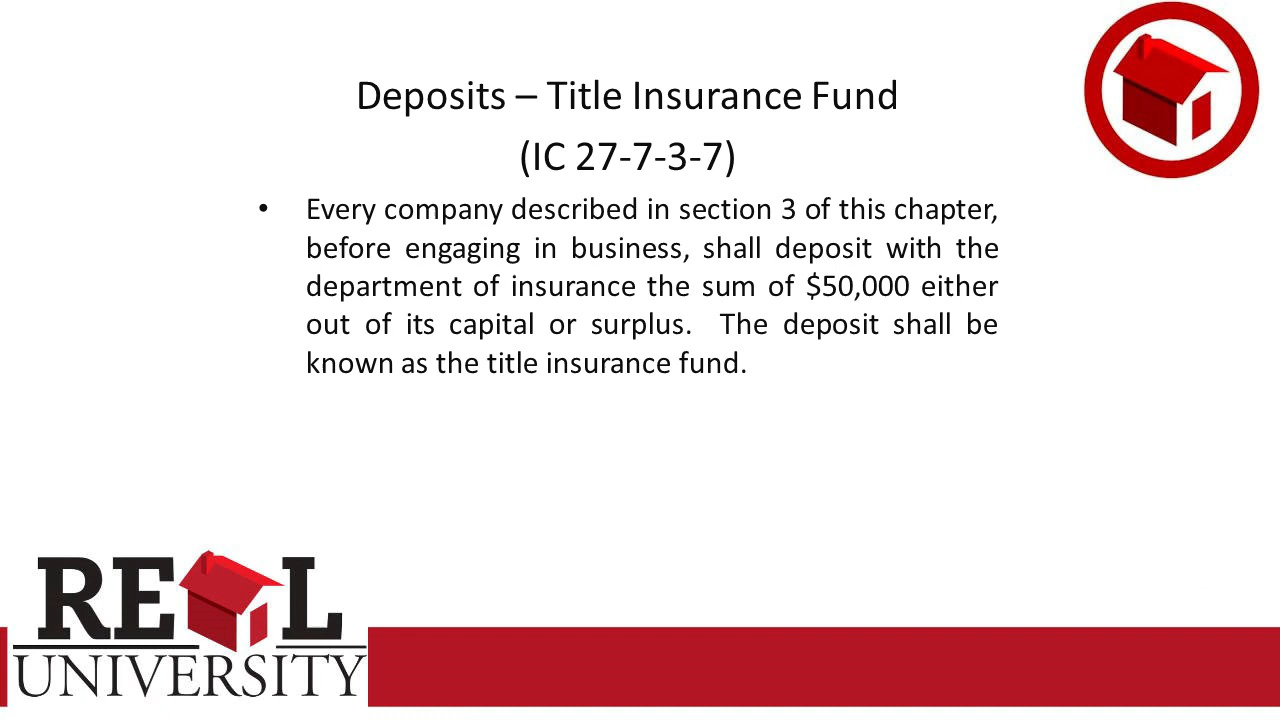 Deposits – Title Insurance Fund
(IC 27-7-3-7)
• Every company described in section 3 of this chapter,
before engaging in business, shall deposit with the
department of insurance the sum of $50,000 either
out of its capital or surplus. The deposit shall be
known as the title insurance fund.
RE L
UNIVERSITY